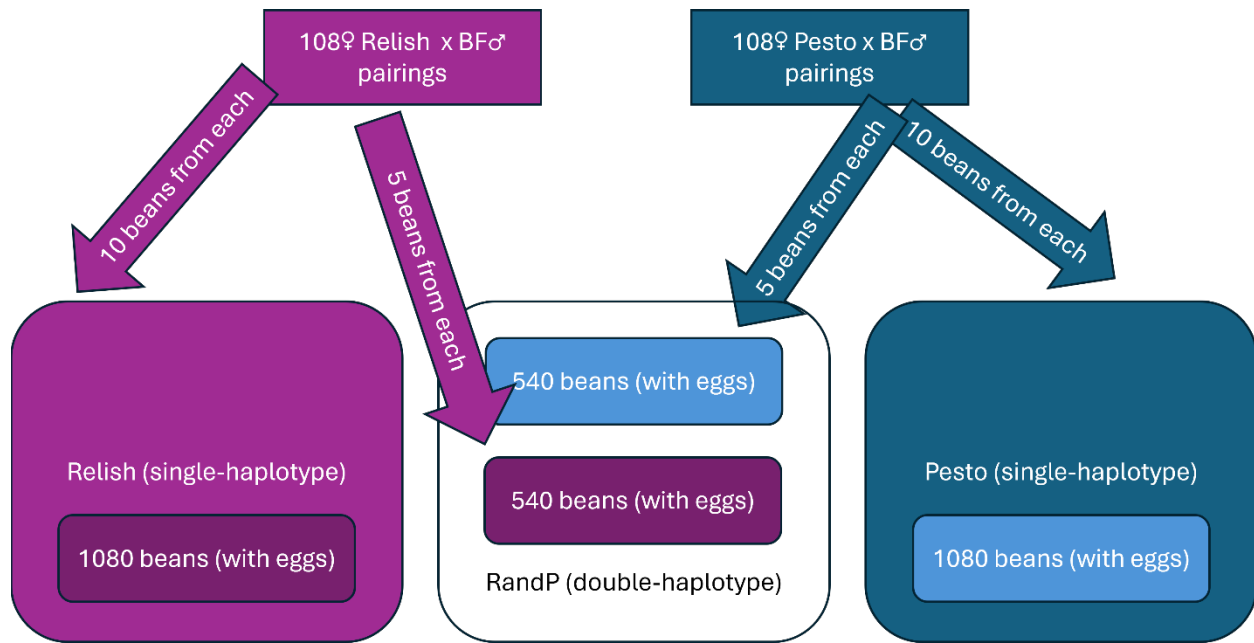 108♀ Relish x BF♂
pairings
108♀ Pesto x BF♂
pairings
10 beans from each
5 beans from each
5 beans from each
10 beans from each
540 beans (with eggs)
Relish (single-haplotype)
540 beans (with eggs)
Pesto (single-haplotype)
1080 beans (with eggs)
RandP (double-haplotype)
1080 beans (with eggs)